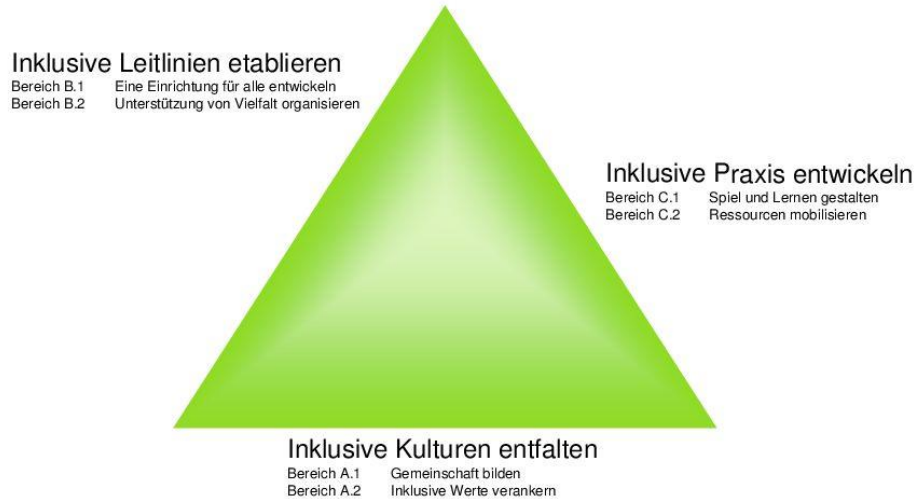 Inklusive Leitlinien etablieren
Bereich B.1 Eine Einrichtung für alle entwickeln
Bereich B.2 Unterstützung von Vielfalt organisieren
Inklusive Praxis entwickeln
Bereich C.1 Spiel und Lernen gestalten
Bereich C.2 Ressourcen mobilisieren
Inklusive Kulturen entfalten
Bereich A.1 Gemeinschaft bilden
Bereich A.2 Inklusive Werte verankern